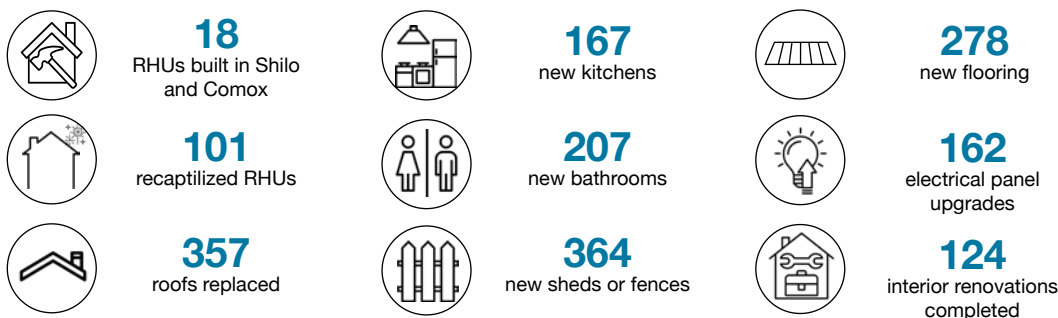 18
RHUs built in Shilo
and Comox
167
new kitchens
278
new flooring
101
recaptilized RHUs
207
new bathrooms
162
electrical panel
upgrades
357
roofs replaced
364
new sheds or fences
124
interior renovations
completed